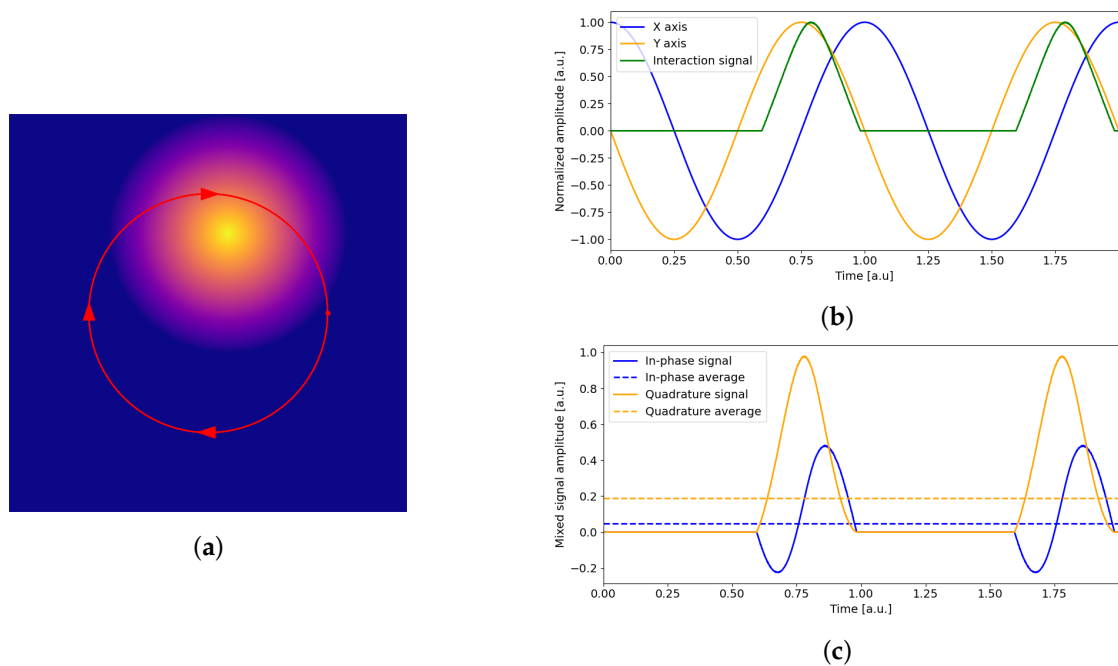 (a)
1.00
0.75
0.50
0.25
0.00
−0.25
−0.50
−0.75
−1.00
Normalized amplitude [a.u.]
X axis
Y axis
Interaction signal
0.00 0.25 0.50 0.75 1.00 1.25 1.50 1.75
Time [a.u]
(b)
1.0
0.8
0.6
0.4
0.2
0.0
−0.2
Mixed signal amplitude [a.u.]
In-phase signal
In-phase average
Quadrature signal
Quadrature average
0.00 0.25 0.50 0.75 1.00 1.25 1.50 1.75
Time [a.u.]
(c)